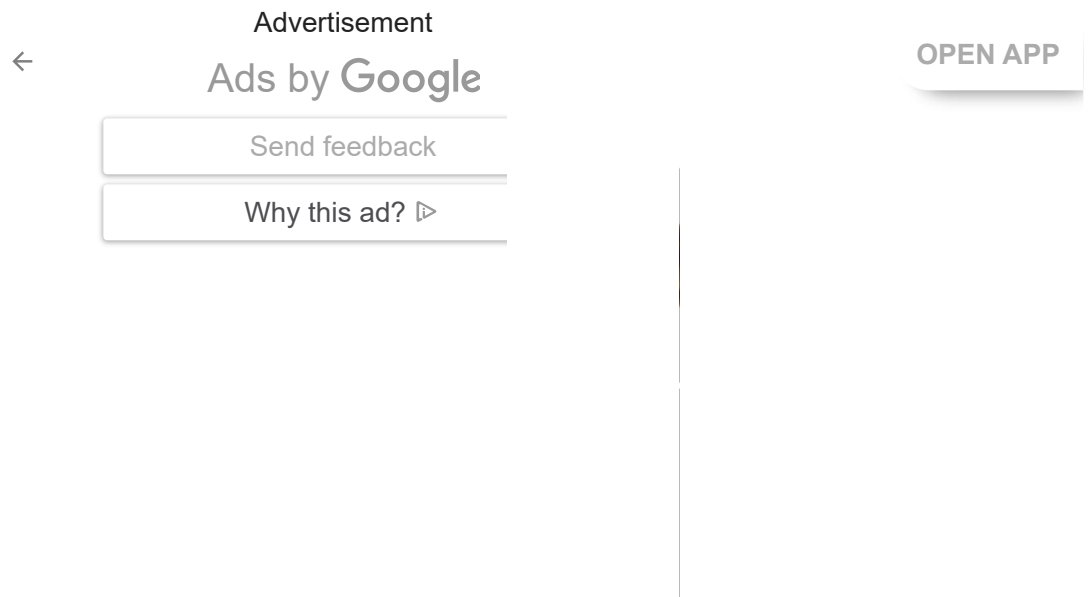 Advertisement
Ads by Google
OPEN APP
Send feedback
Why this ad?